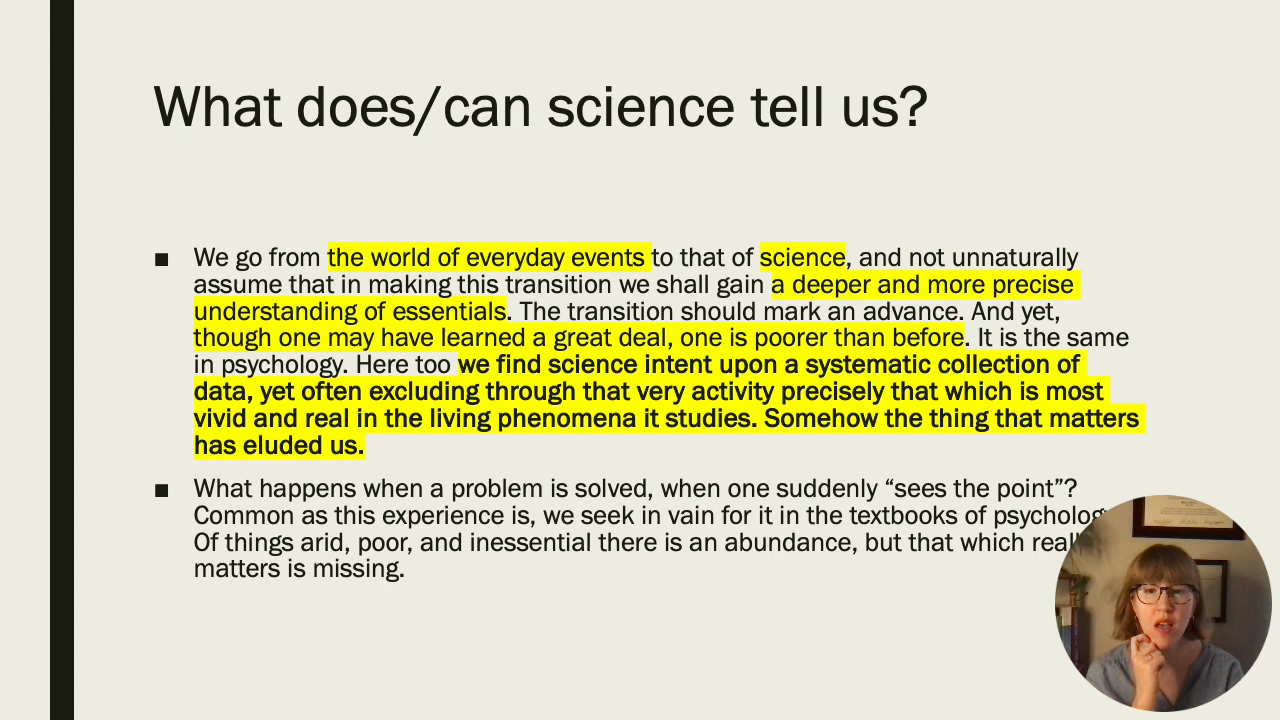 What does/can science tell us?
■ We go from the world of everyday events to that of science, and not unnaturally
assume that in making this transition we shall gain a deeper and more precise
understanding of essentials. The transition should mark an advance. And yet,
though one may have learned a great deal, one is poorer than before. It is the same
in psychology. Here too we find science intent upon a systematic collection of
data, yet often excluding through that very activity precisely that which is most
vivid and real in the living phenomena it studies. Somehow the thing that matters
has eluded us.
■ What happens when a problem is solved, when one suddenly “sees the point”?
Common as this experience is, we seek in vain for it in the textbooks of
Of things arid, poor, and inessential there is an abundance, but that which
matters is missing.